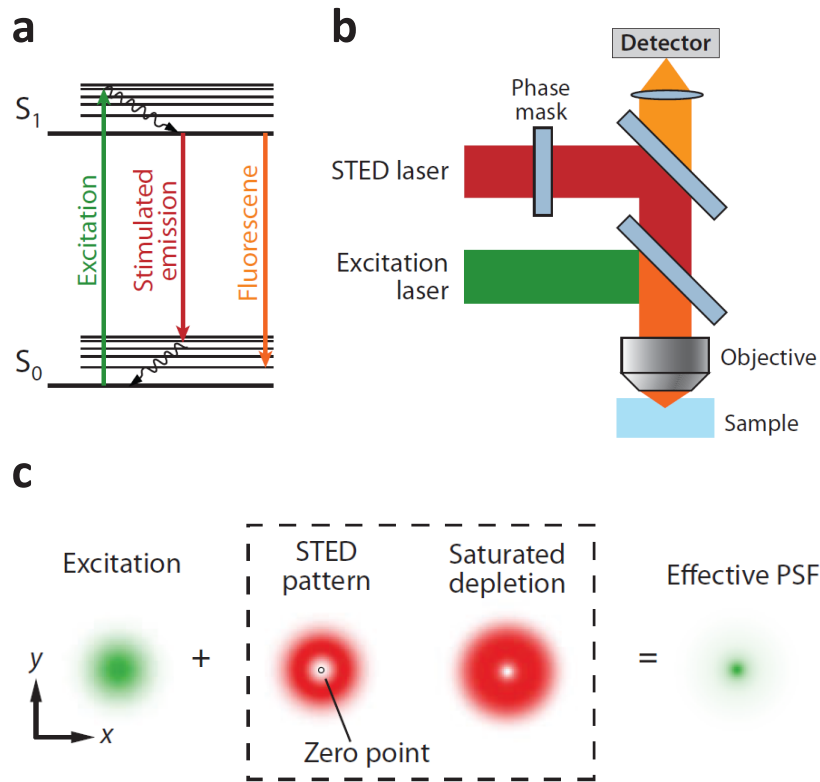 a
S1
Excitation
Stimulated
emission
Fluorescene
S0
b
Detector
Phase
mask
STED laser
Excitation
laser
Objective
Sample
c
Excitation
STED
pattern
Saturated
depletion
Effective PSF
+
=
y
x
Zero point